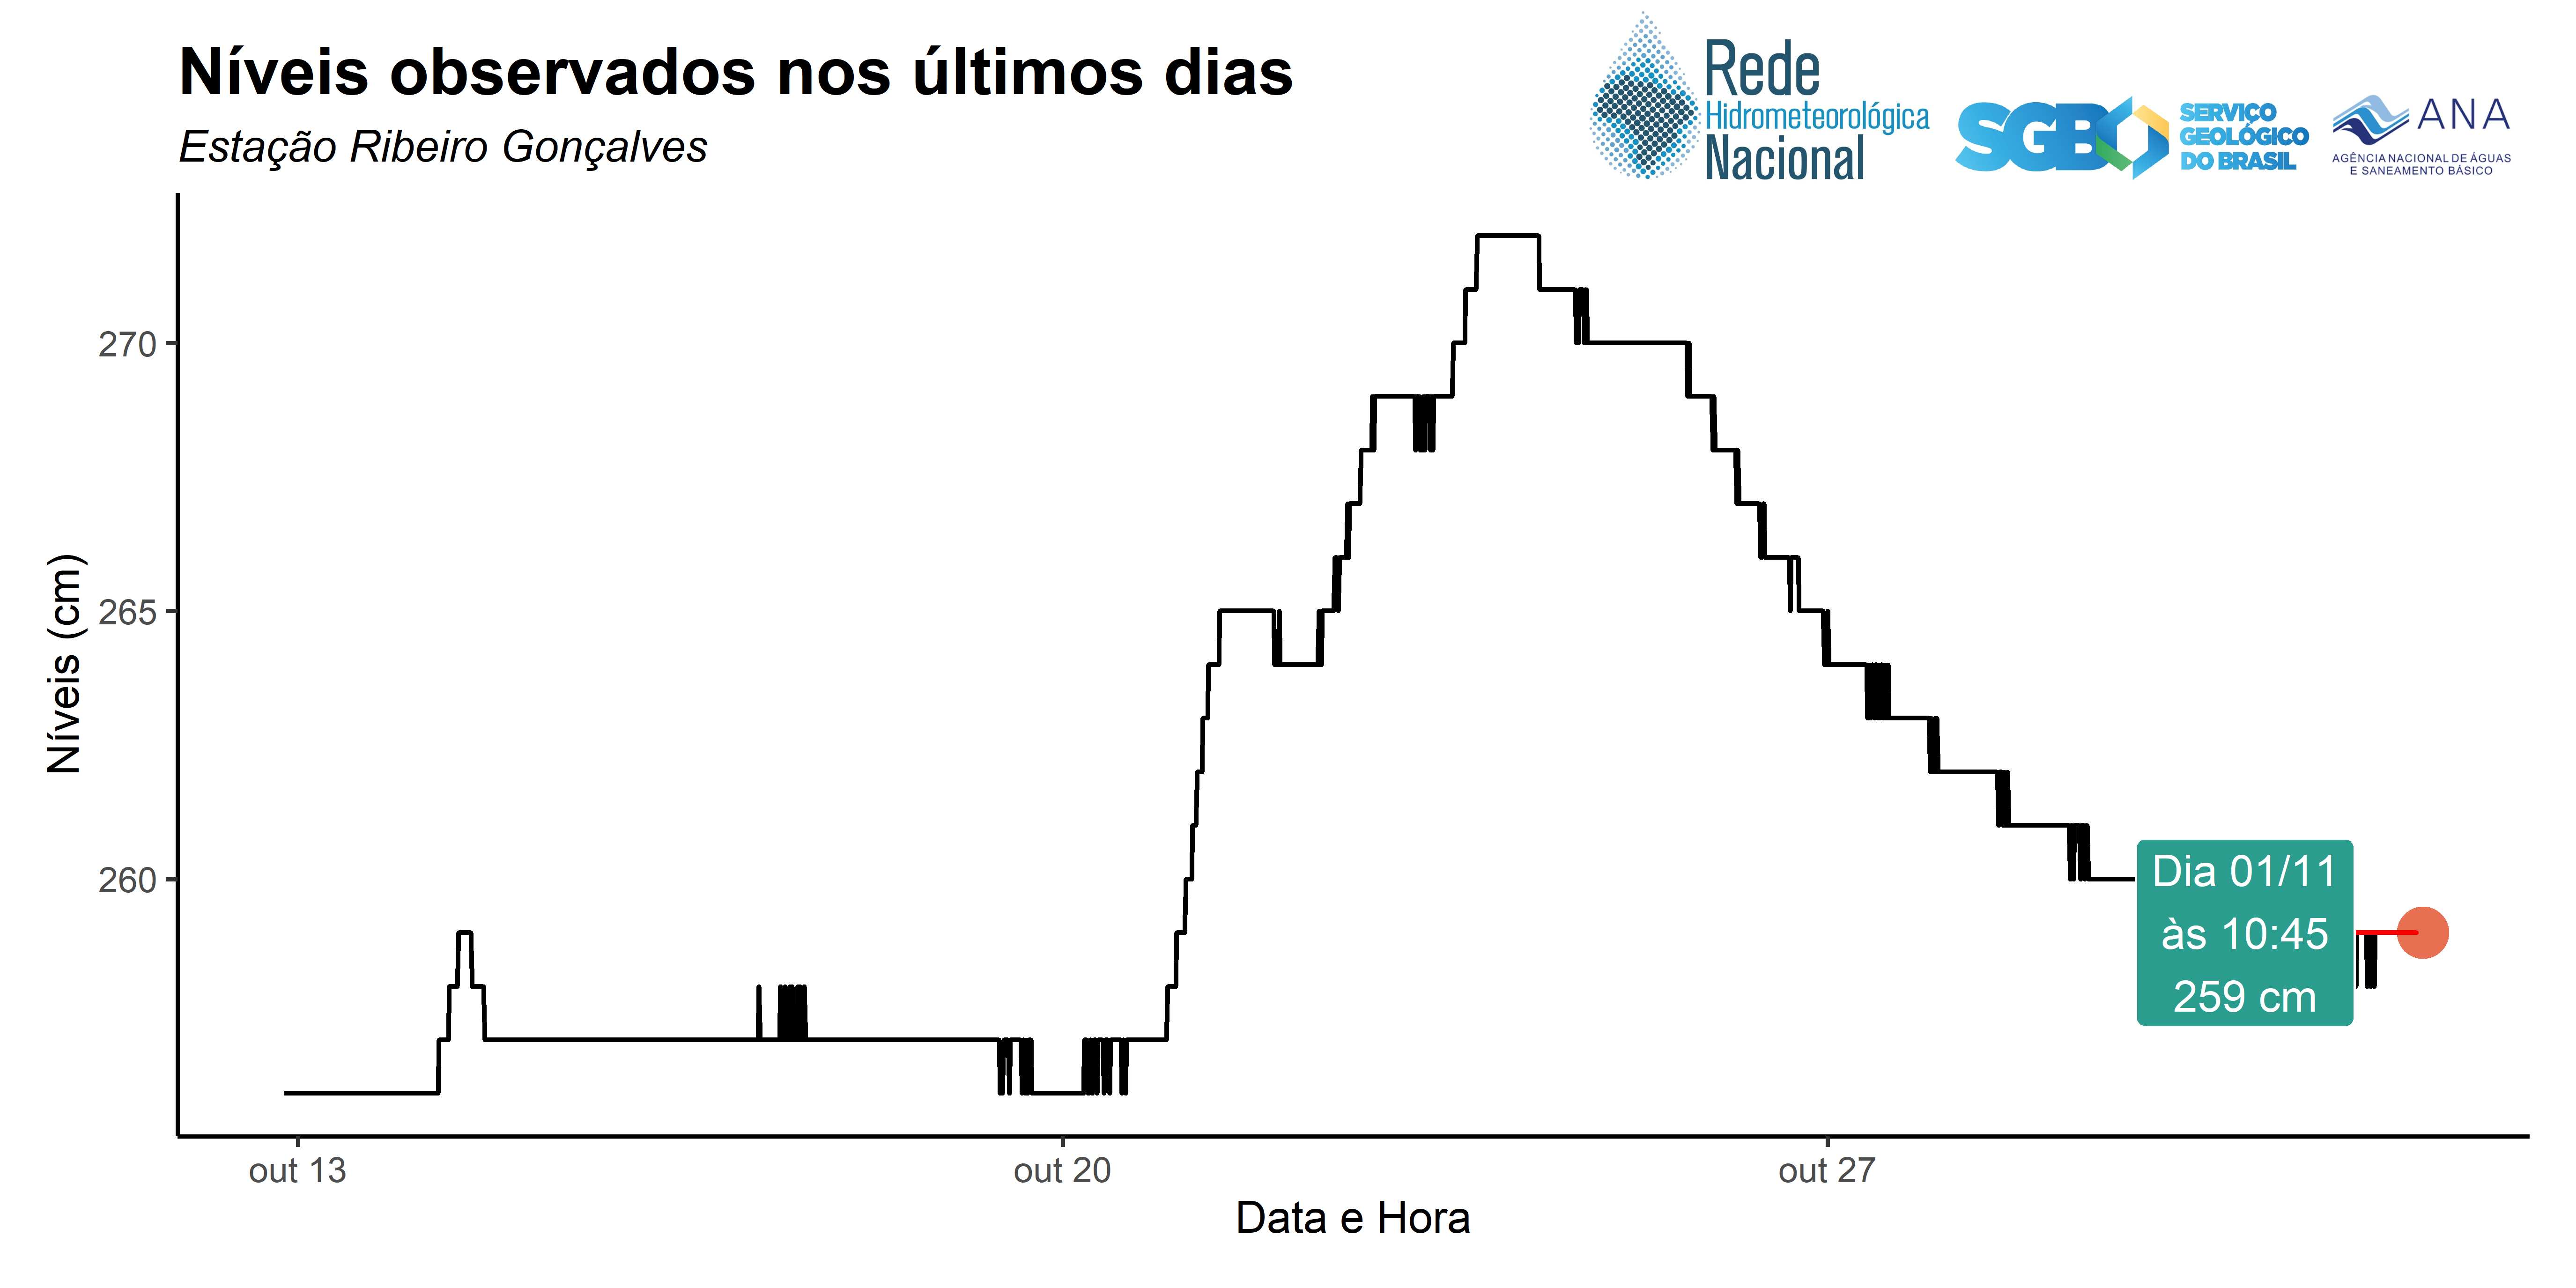 Níveis observados nos últimos dias
Estação Ribeiro Gonçalves
Rede
Hidrometeorológica
Nacional
SGB
SERVIÇO
GEOLÓGICO
DO BRASIL
ANA
AGÊNCIA NACIONAL DE ÁGUAS
E SANEAMENTO BÁSICO
Níveis (cm)
270
265
260
Dia 01/11
às 10:45
259 cm
out 13
out 20
out 27
Data e Hora